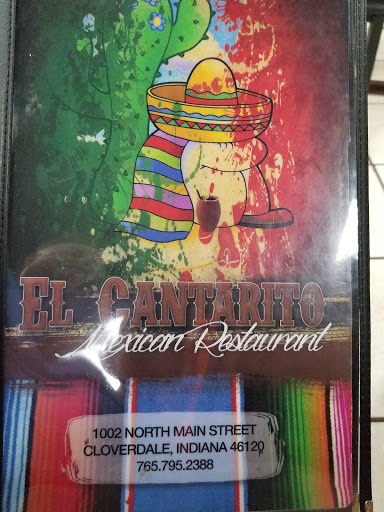 EL CANTARITO
Mexican Restaurant
1002 NORTH MAIN STREET
CLOVERDALE, INDIANA 46120
765.795.2388